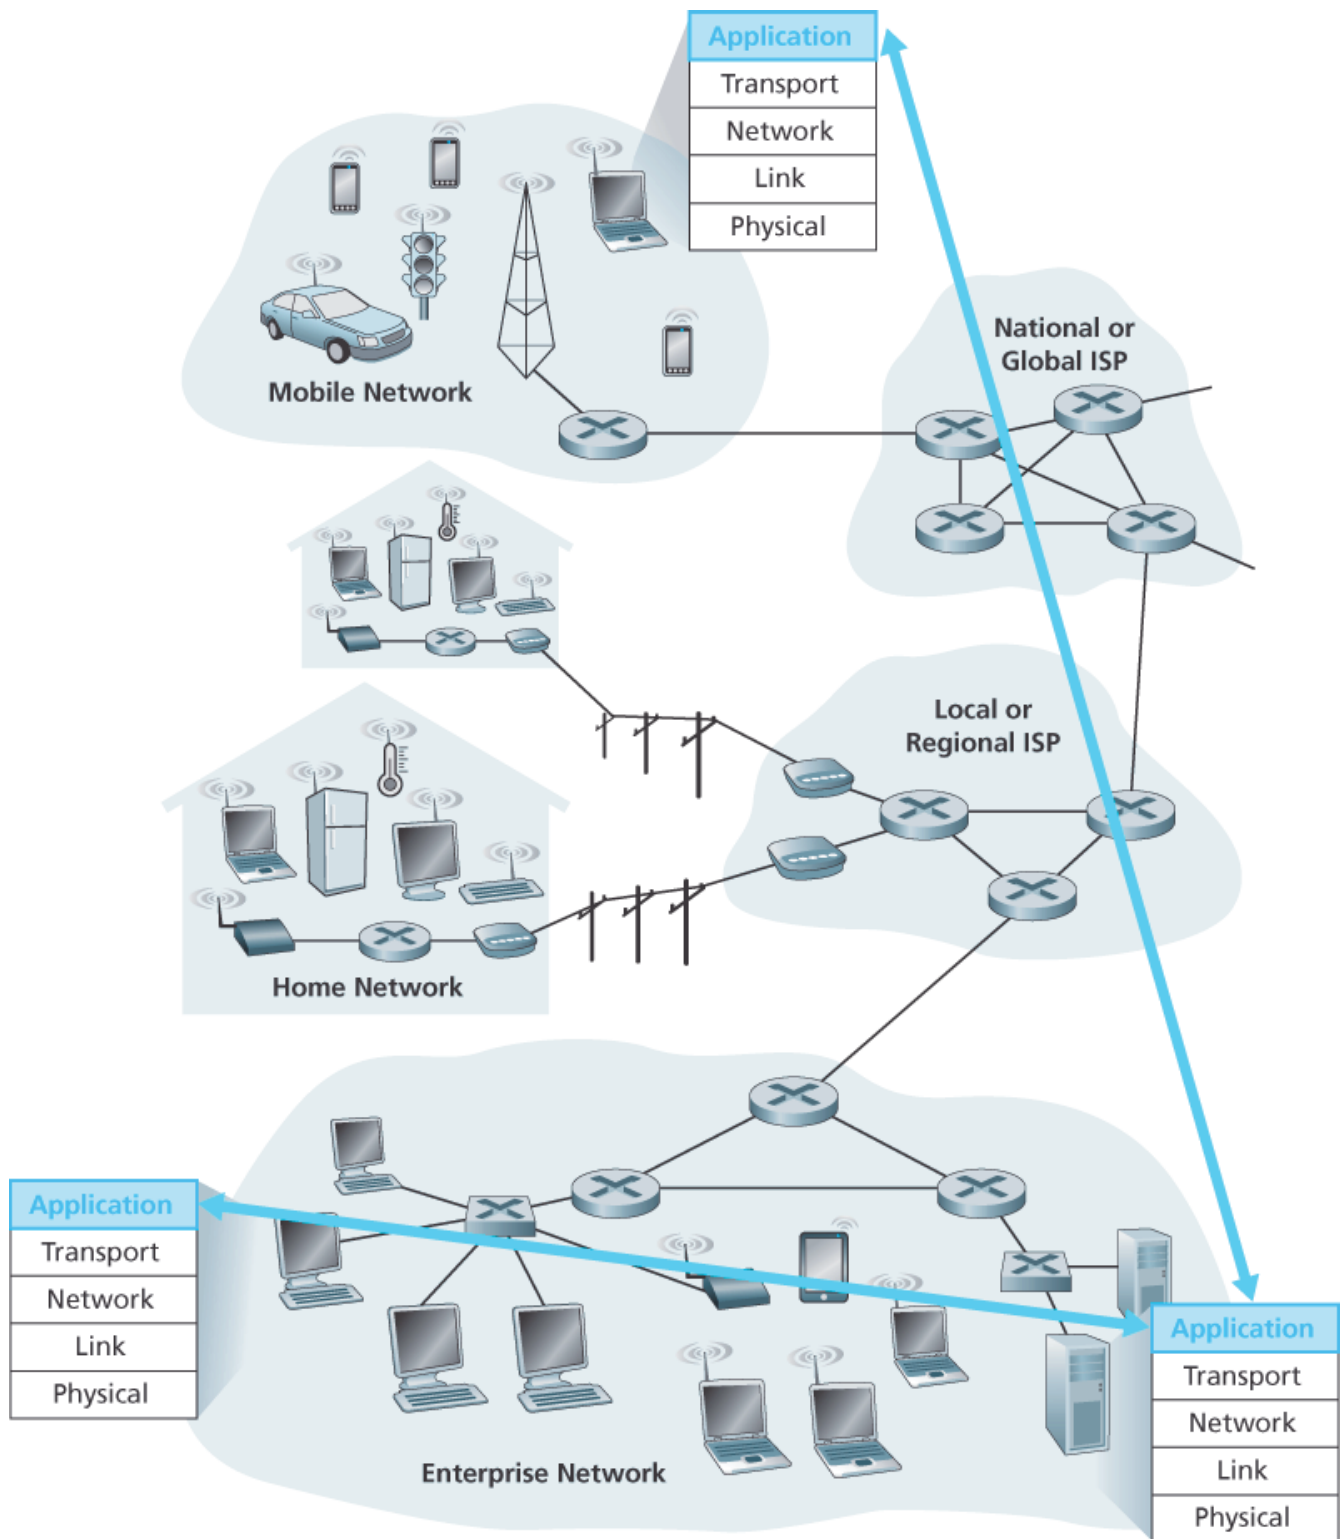 Application
Transport
Network
Link
Physical
National or
Global ISP
Mobile Network
Local or
Regional ISP
Home Network
Application
Transport
Network
Link
Physical
Application
Transport
Network
Link
Physical
Enterprise Network